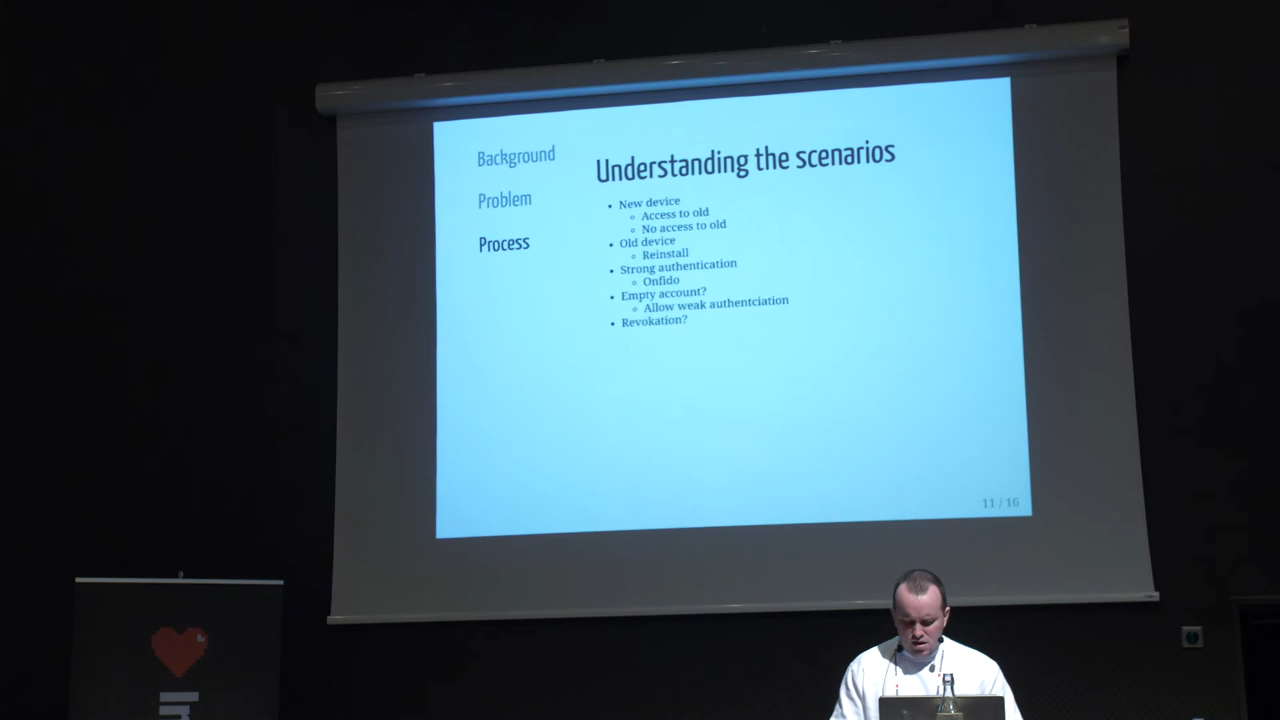 Background
Problem
Process
Understanding the scenarios
• New device
◦ Access to old
◦ No access to old
• Old device
◦ Reinstall
• Strong authentication
◦ Onfido
• Empty account?
◦ Allow weak authentciation
• Revokation?
11 / 16